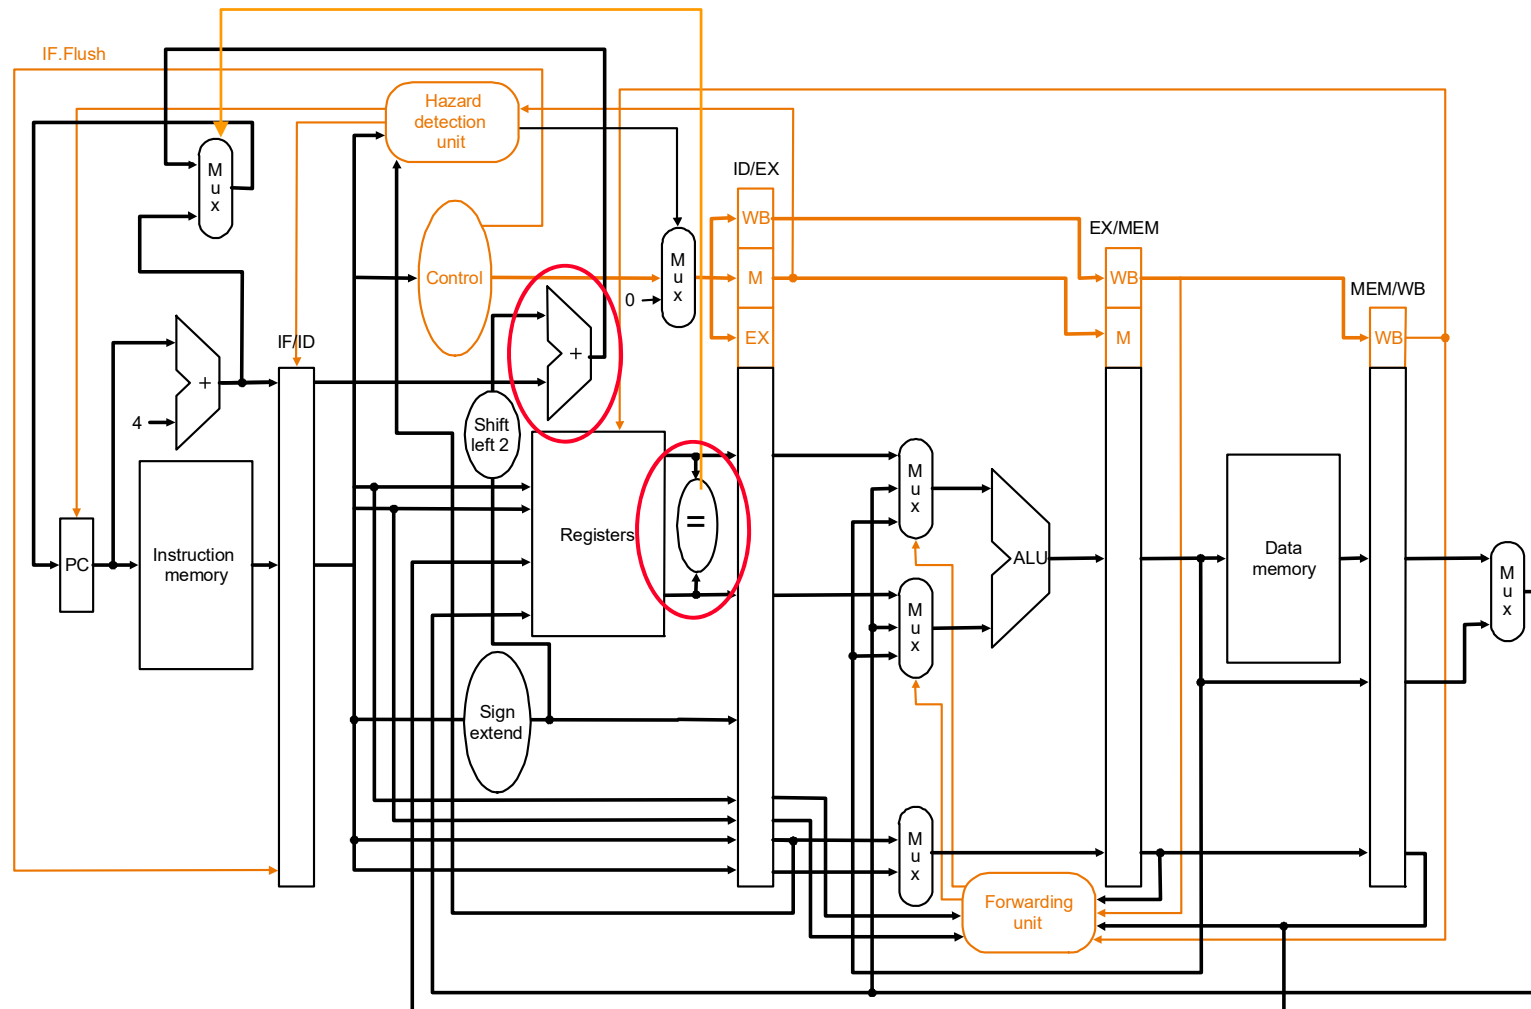 IF.Flush
Hazard
detection
unit
M
u
x
ID/EX
WB
EX/MEM
Control
M
u
x
0
M
WB
MEM/WB
IF/ID
EX
M
WB
+
+
4
Shift
left 2
M
u
x
=
Registers
Instruction
memory
PC
ALU
Data
memory
M
u
x
M
u
x
Sign
extend
M
u
x
Forwarding
unit